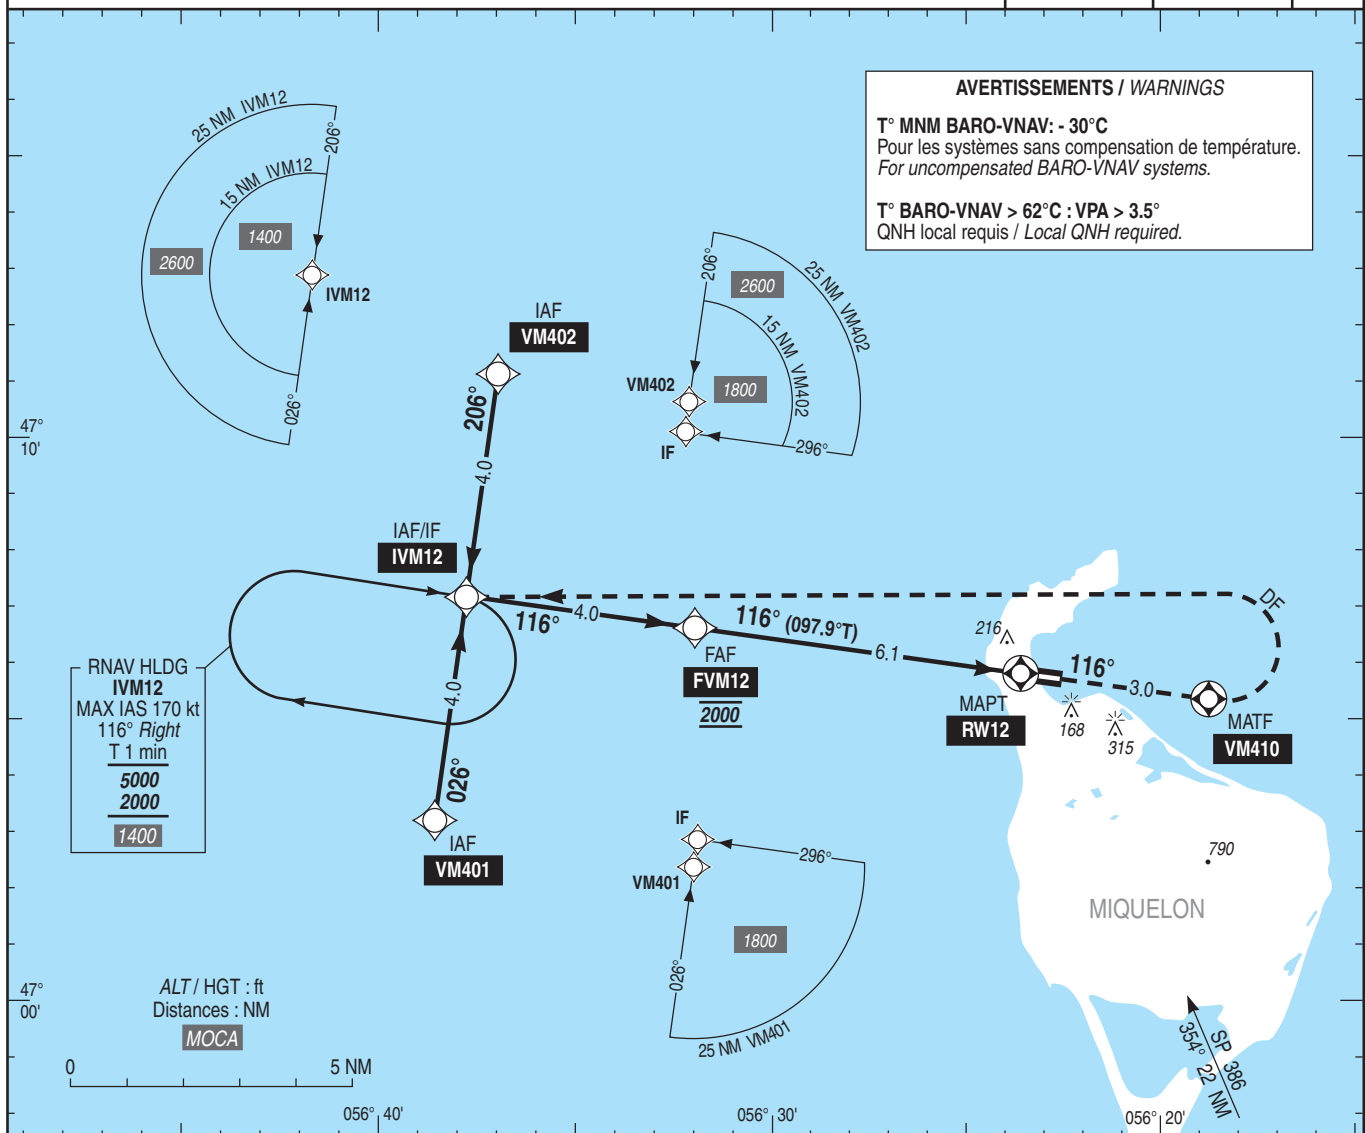 AVERTISSEMENTS / WARNINGS
T° MNM BARO-VNAV: - 30°C
Pour les systèmes sans compensation de température.
For uncompensated BARO-VNAV systems.
T° BARO-VNAV > 62°C : VPA > 3.5°
QNH local requis / Local QNH required.
25 NM IVM12
206°
15 NM IVM12
1400
2600
IVM12
026°
IAF
VM402
206°
4.0
206°
2600
25 NM VM402
15 NM VM402
VM402
1800
IF
296°
47°
10'
IAF/IF
IVM12
116°
4.0
116° (097.9°T)
6.1
FAF
FVM12
2000
DF
216
116°
3.0
MAPT
RW12
168
315
MATF
VM410
RNAV HLDG
IVM12
MAX IAS 170 kt
116° Right
T 1 min
5000
2000
1400
4.0
026°
IAF
VM401
IF
296°
VM401
1800
026°
25 NM VM401
790
MIQUELON
47°
00'
ALT / HGT : ft
Distances : NM
MOCA
0
5 NM
SP 386
354° 22 NM
056° 40'
056° 30'
056° 20'